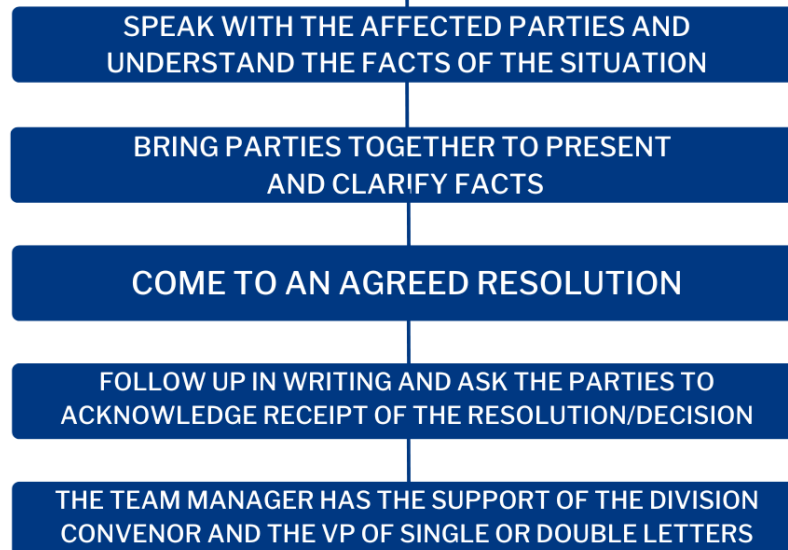 SPEAK WITH THE AFFECTED PARTIES AND
UNDERSTAND THE FACTS OF THE SITUATION
BRING PARTIES TOGETHER TO PRESENT
AND CLARIFY FACTS
COME TO AN AGREED RESOLUTION
FOLLOW UP IN WRITING AND ASK THE PARTIES TO
ACKNOWLEDGE RECEIPT OF THE RESOLUTION/DECISION
THE TEAM MANAGER HAS THE SUPPORT OF THE DIVISION
CONVENOR AND THE VP OF SINGLE OR DOUBLE LETTERS